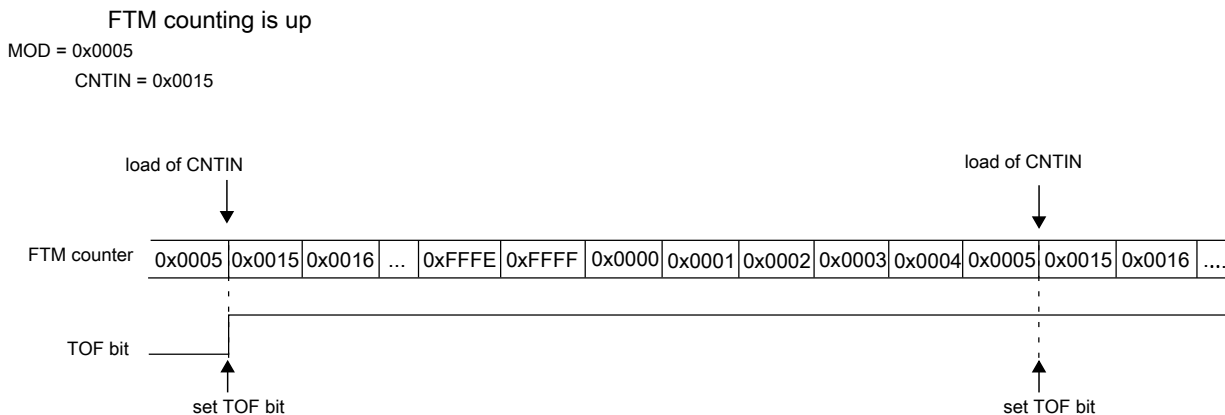 FTM counting is up
MOD = 0x0005
CNTIN = 0x0015
load of CNTIN load of CNTIN
FTM counter 0x0005 0x0015 0x0016 ... 0xFFFE 0xFFFF 0x0000 0x0001 0x0002 0x0003 0x0004 0x0005 0x0015 0x0016 ....
TOF bit
set TOF bit set TOF bit